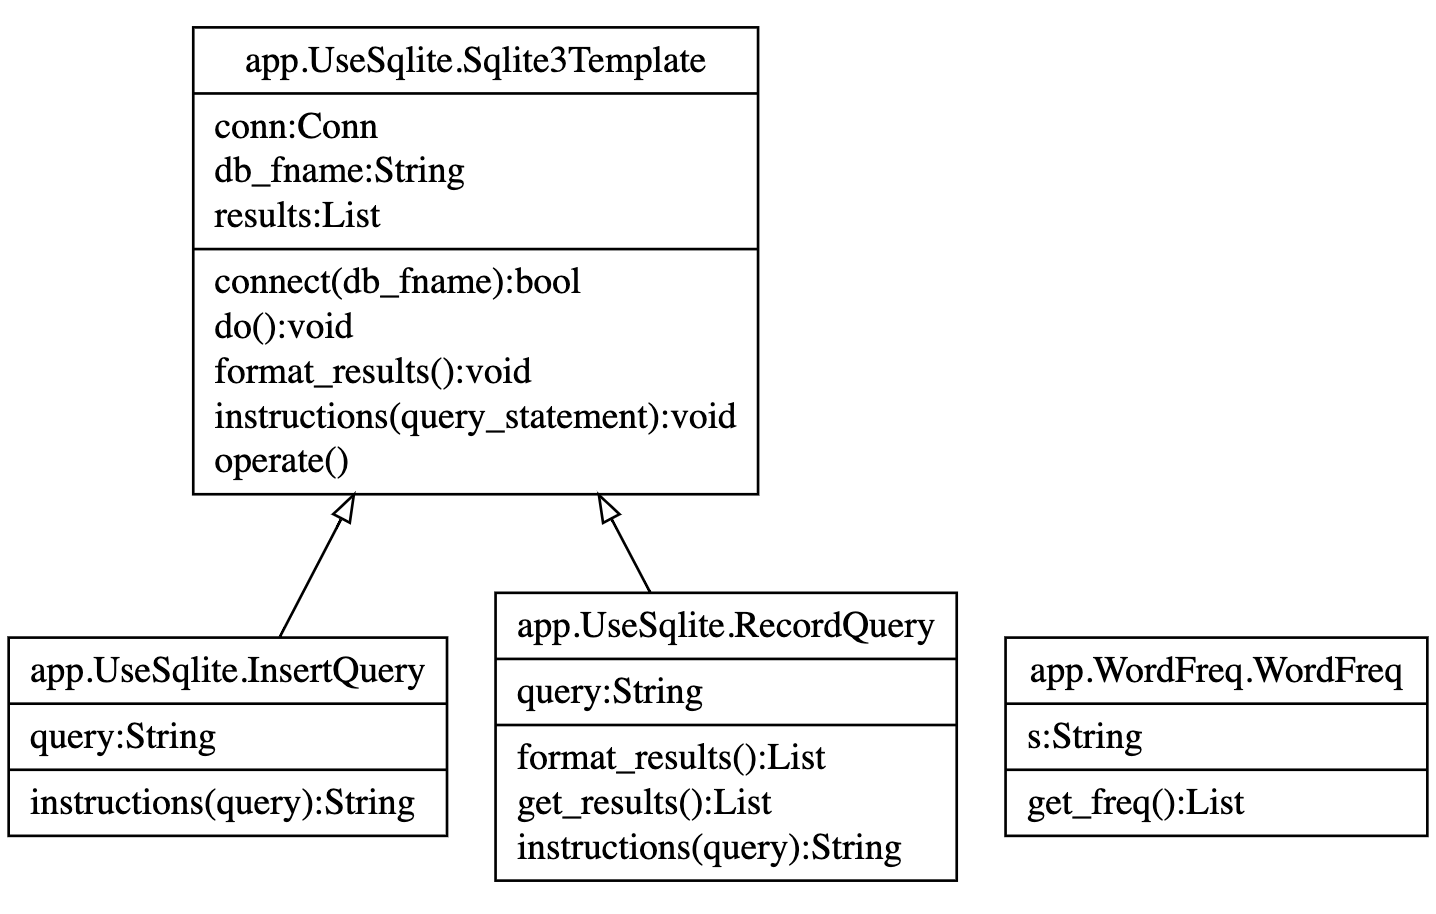 app.UseSqlite.Sqlite3Template
conn:Conn
db_fname:String
results:List
connect(db_fname):bool
do():void
format_results():void
instructions(query_statement):void
operate()
app.UseSqlite.InsertQuery
query:String
instructions(query):String
app.UseSqlite.RecordQuery
query:String
format_results():List
get_results():List
instructions(query):String
app.WordFreq.WordFreq
s:String
get_freq():List